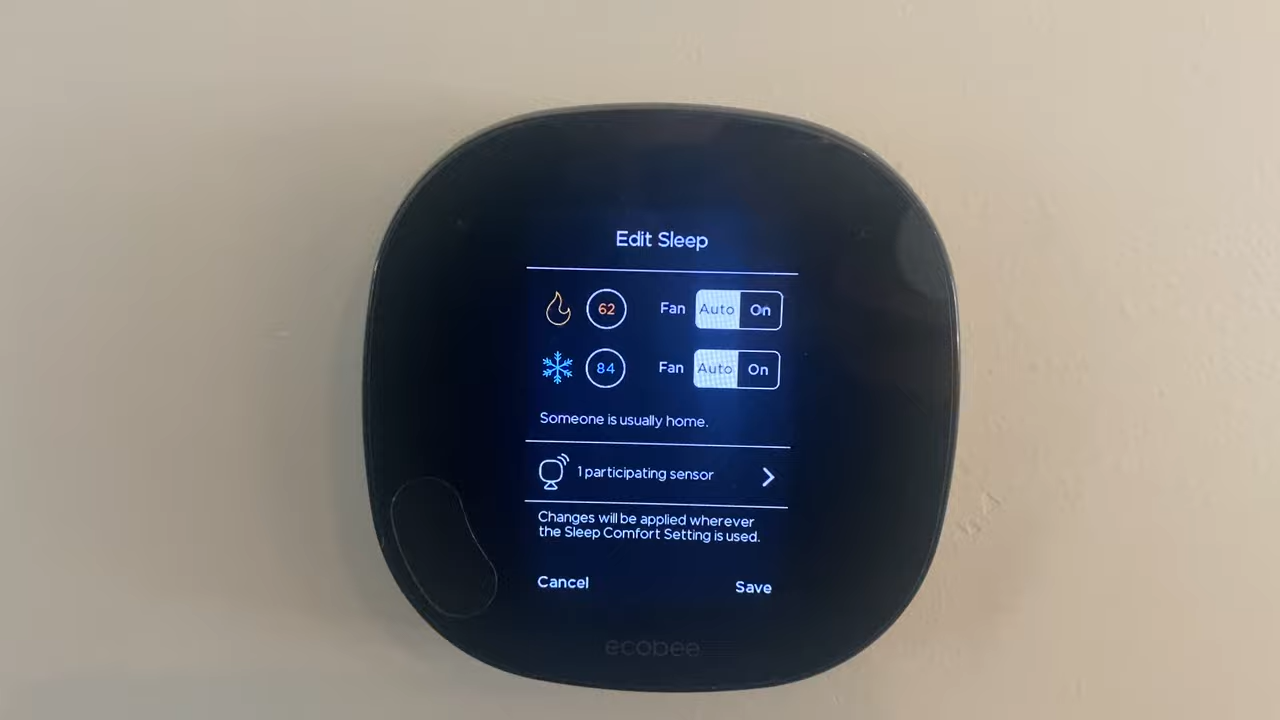 Edit Sleep
62 Fan Auto On
84 Fan Auto On
Someone is usually home.
1 participating sensor
Changes will be applied wherever
the Sleep Comfort Setting is used.
Cancel Save
ecobee